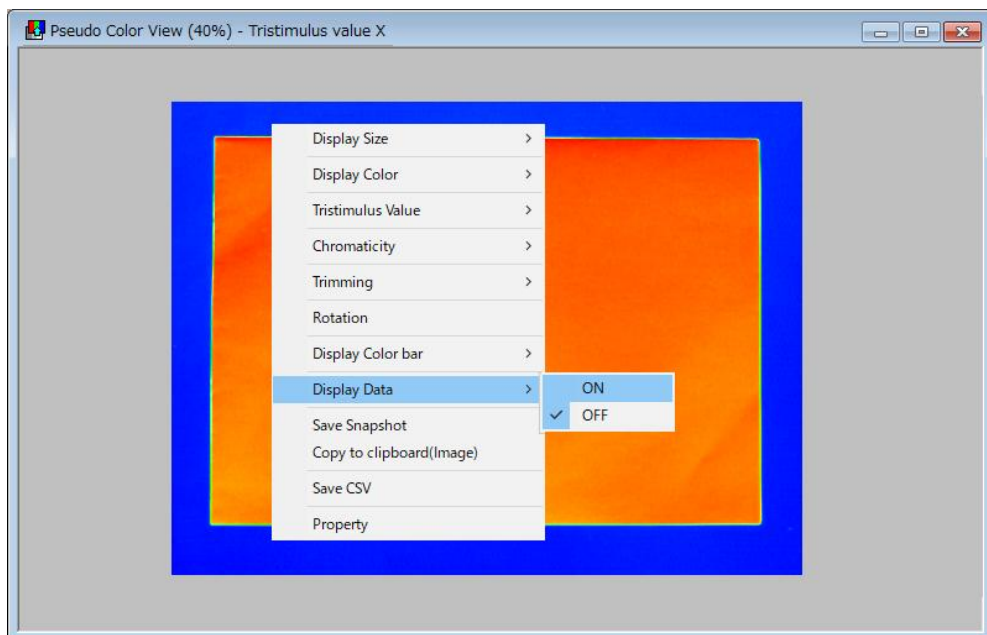 Pseudo Color View (40%) - Tristimulus value X
Display Size
Display Color
Tristimulus Value
Chromaticity
Trimming
Rotation
Display Color bar
Display Data
ON
OFF
Save Snapshot
Copy to clipboard(Image)
Save CSV
Property